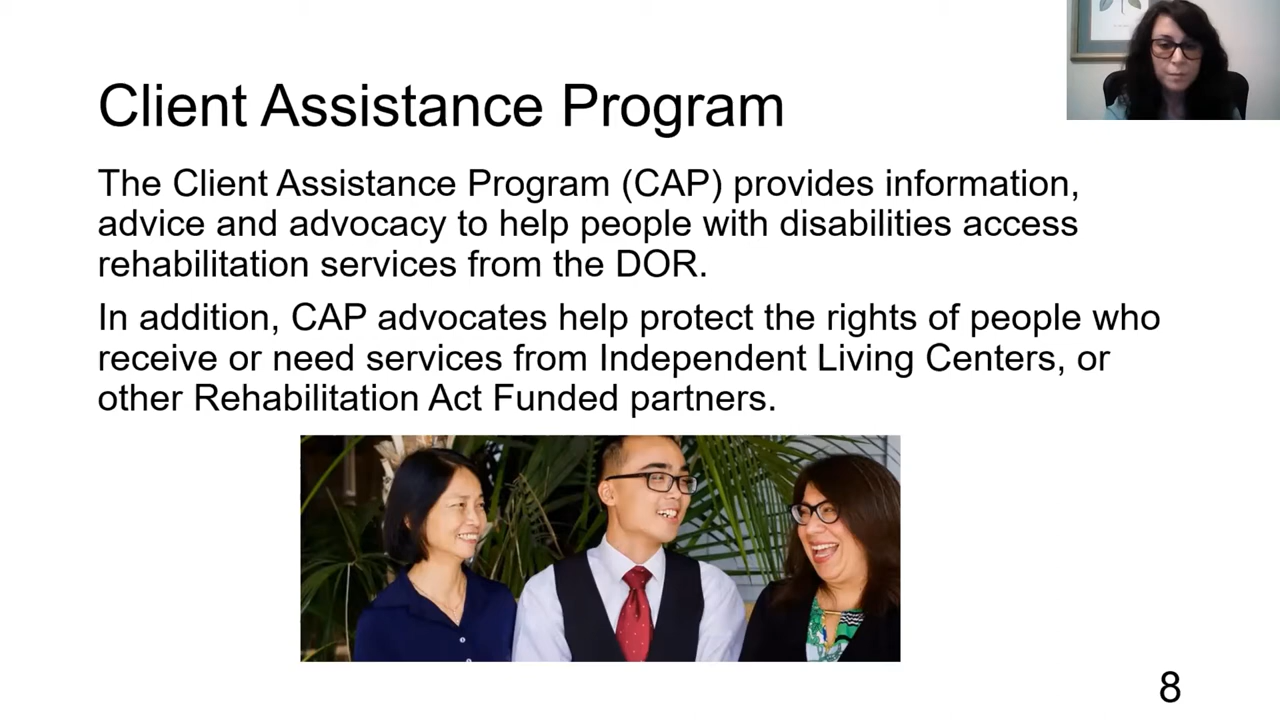 Client Assistance Program
The Client Assistance Program (CAP) provides information,
advice and advocacy to help people with disabilities access
rehabilitation services from the DOR.
In addition, CAP advocates help protect the rights of people who
receive or need services from Independent Living Centers, or
other Rehabilitation Act Funded partners.
8